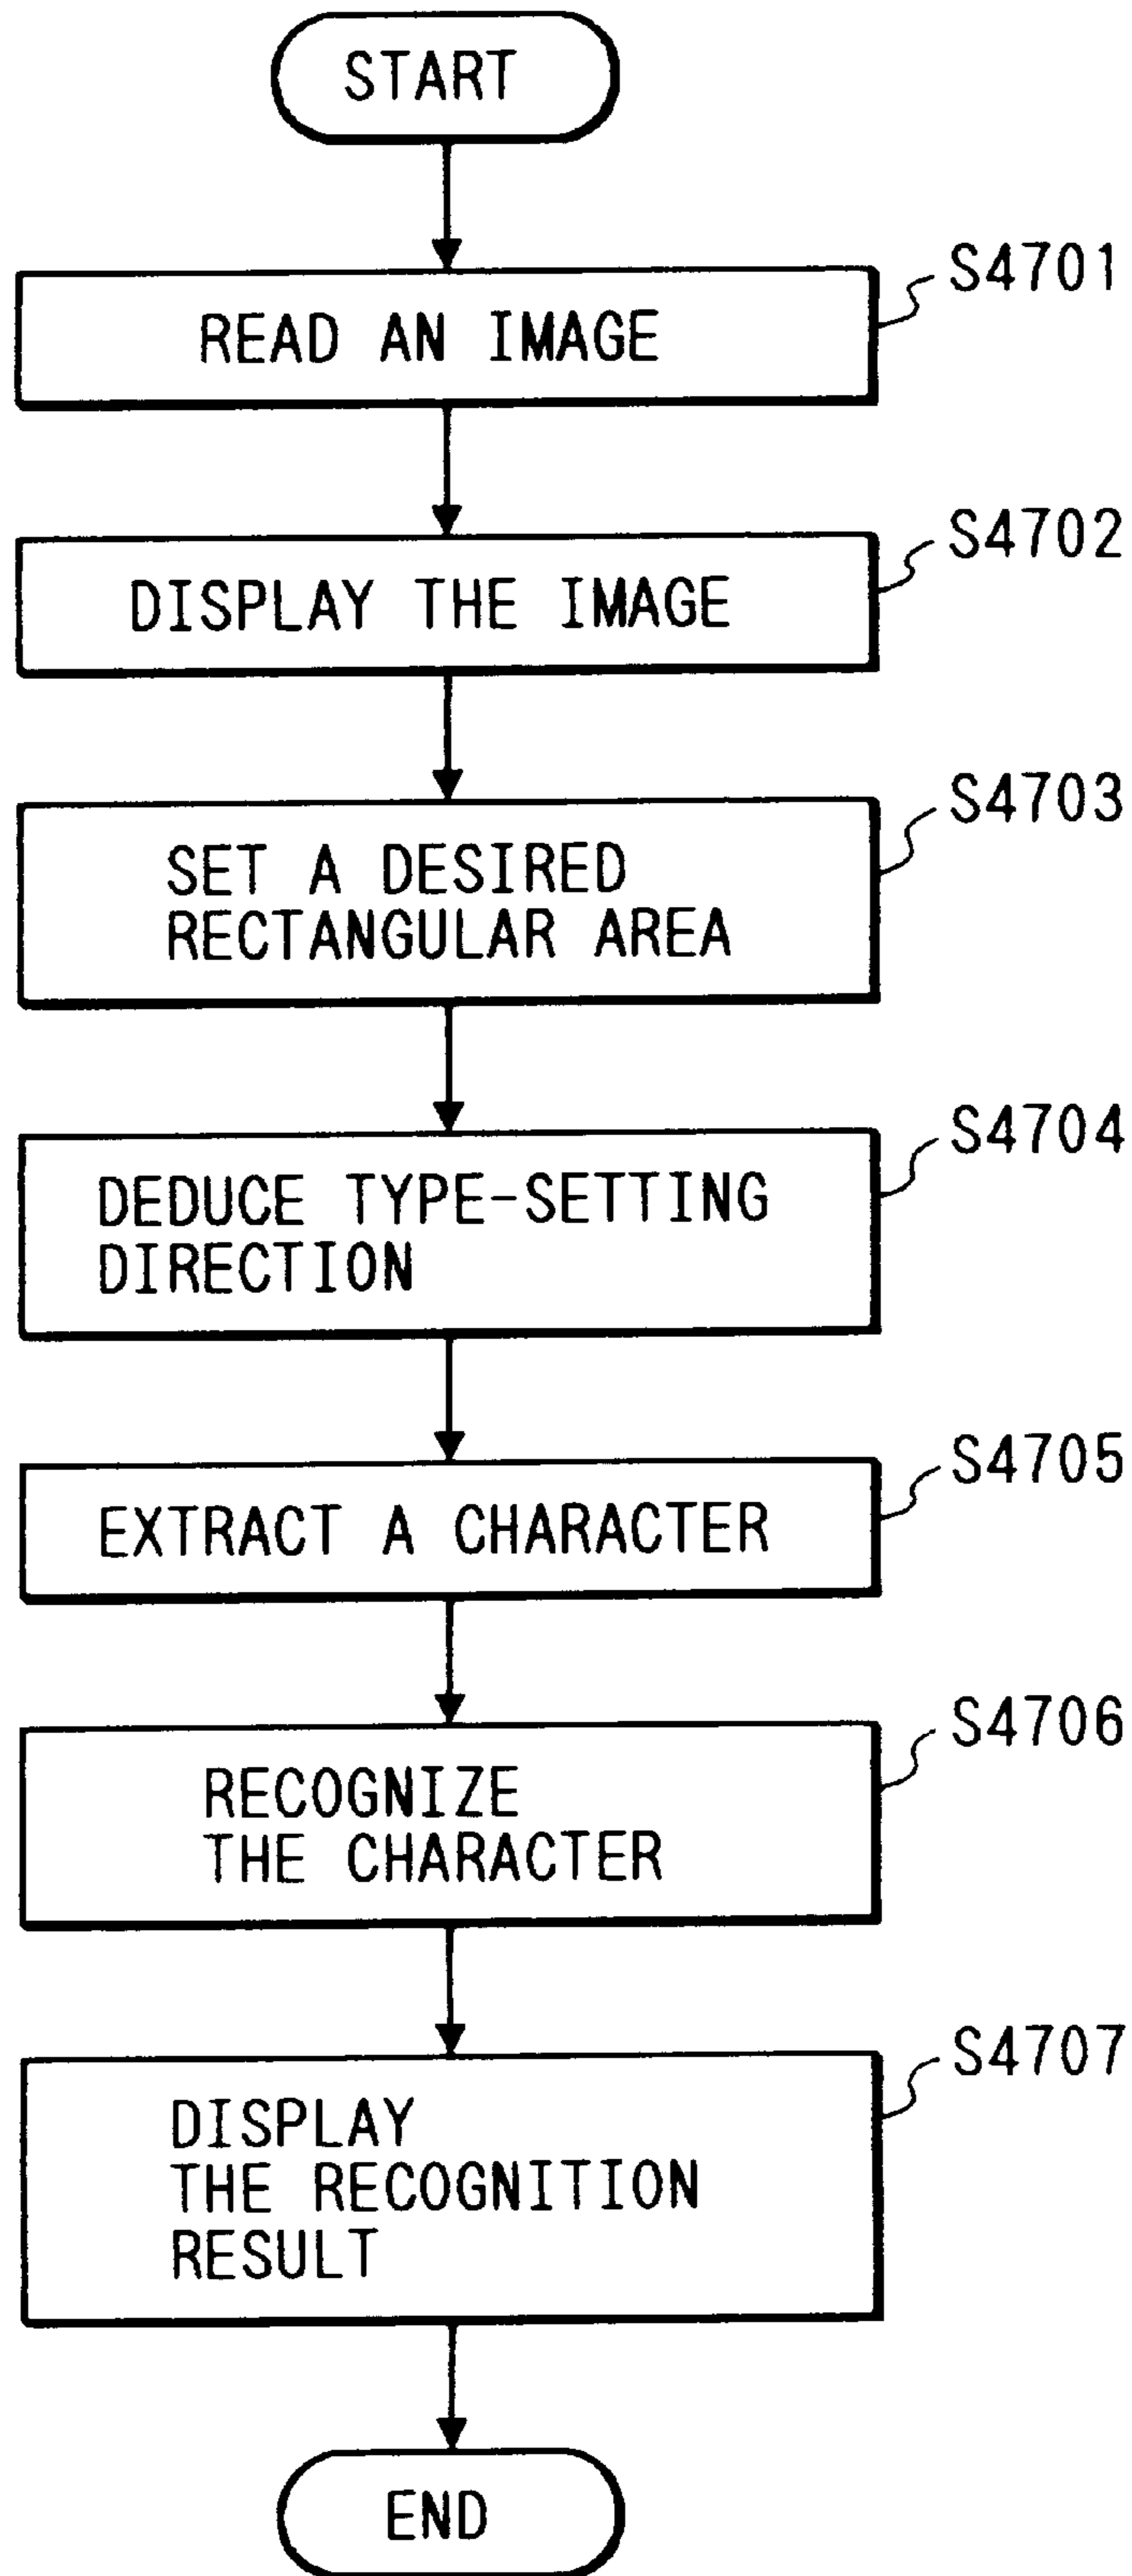 START
S4701
READ AN IMAGE
S4702
DISPLAY THE IMAGE
S4703
SET A DESIRED
RECTANGULAR AREA
S4704
DEDUCE TYPE-SETTING
DIRECTION
S4705
EXTRACT A CHARACTER
S4706
RECOGNIZE
THE CHARACTER
S4707
DISPLAY
THE RECOGNITION
RESULT
END